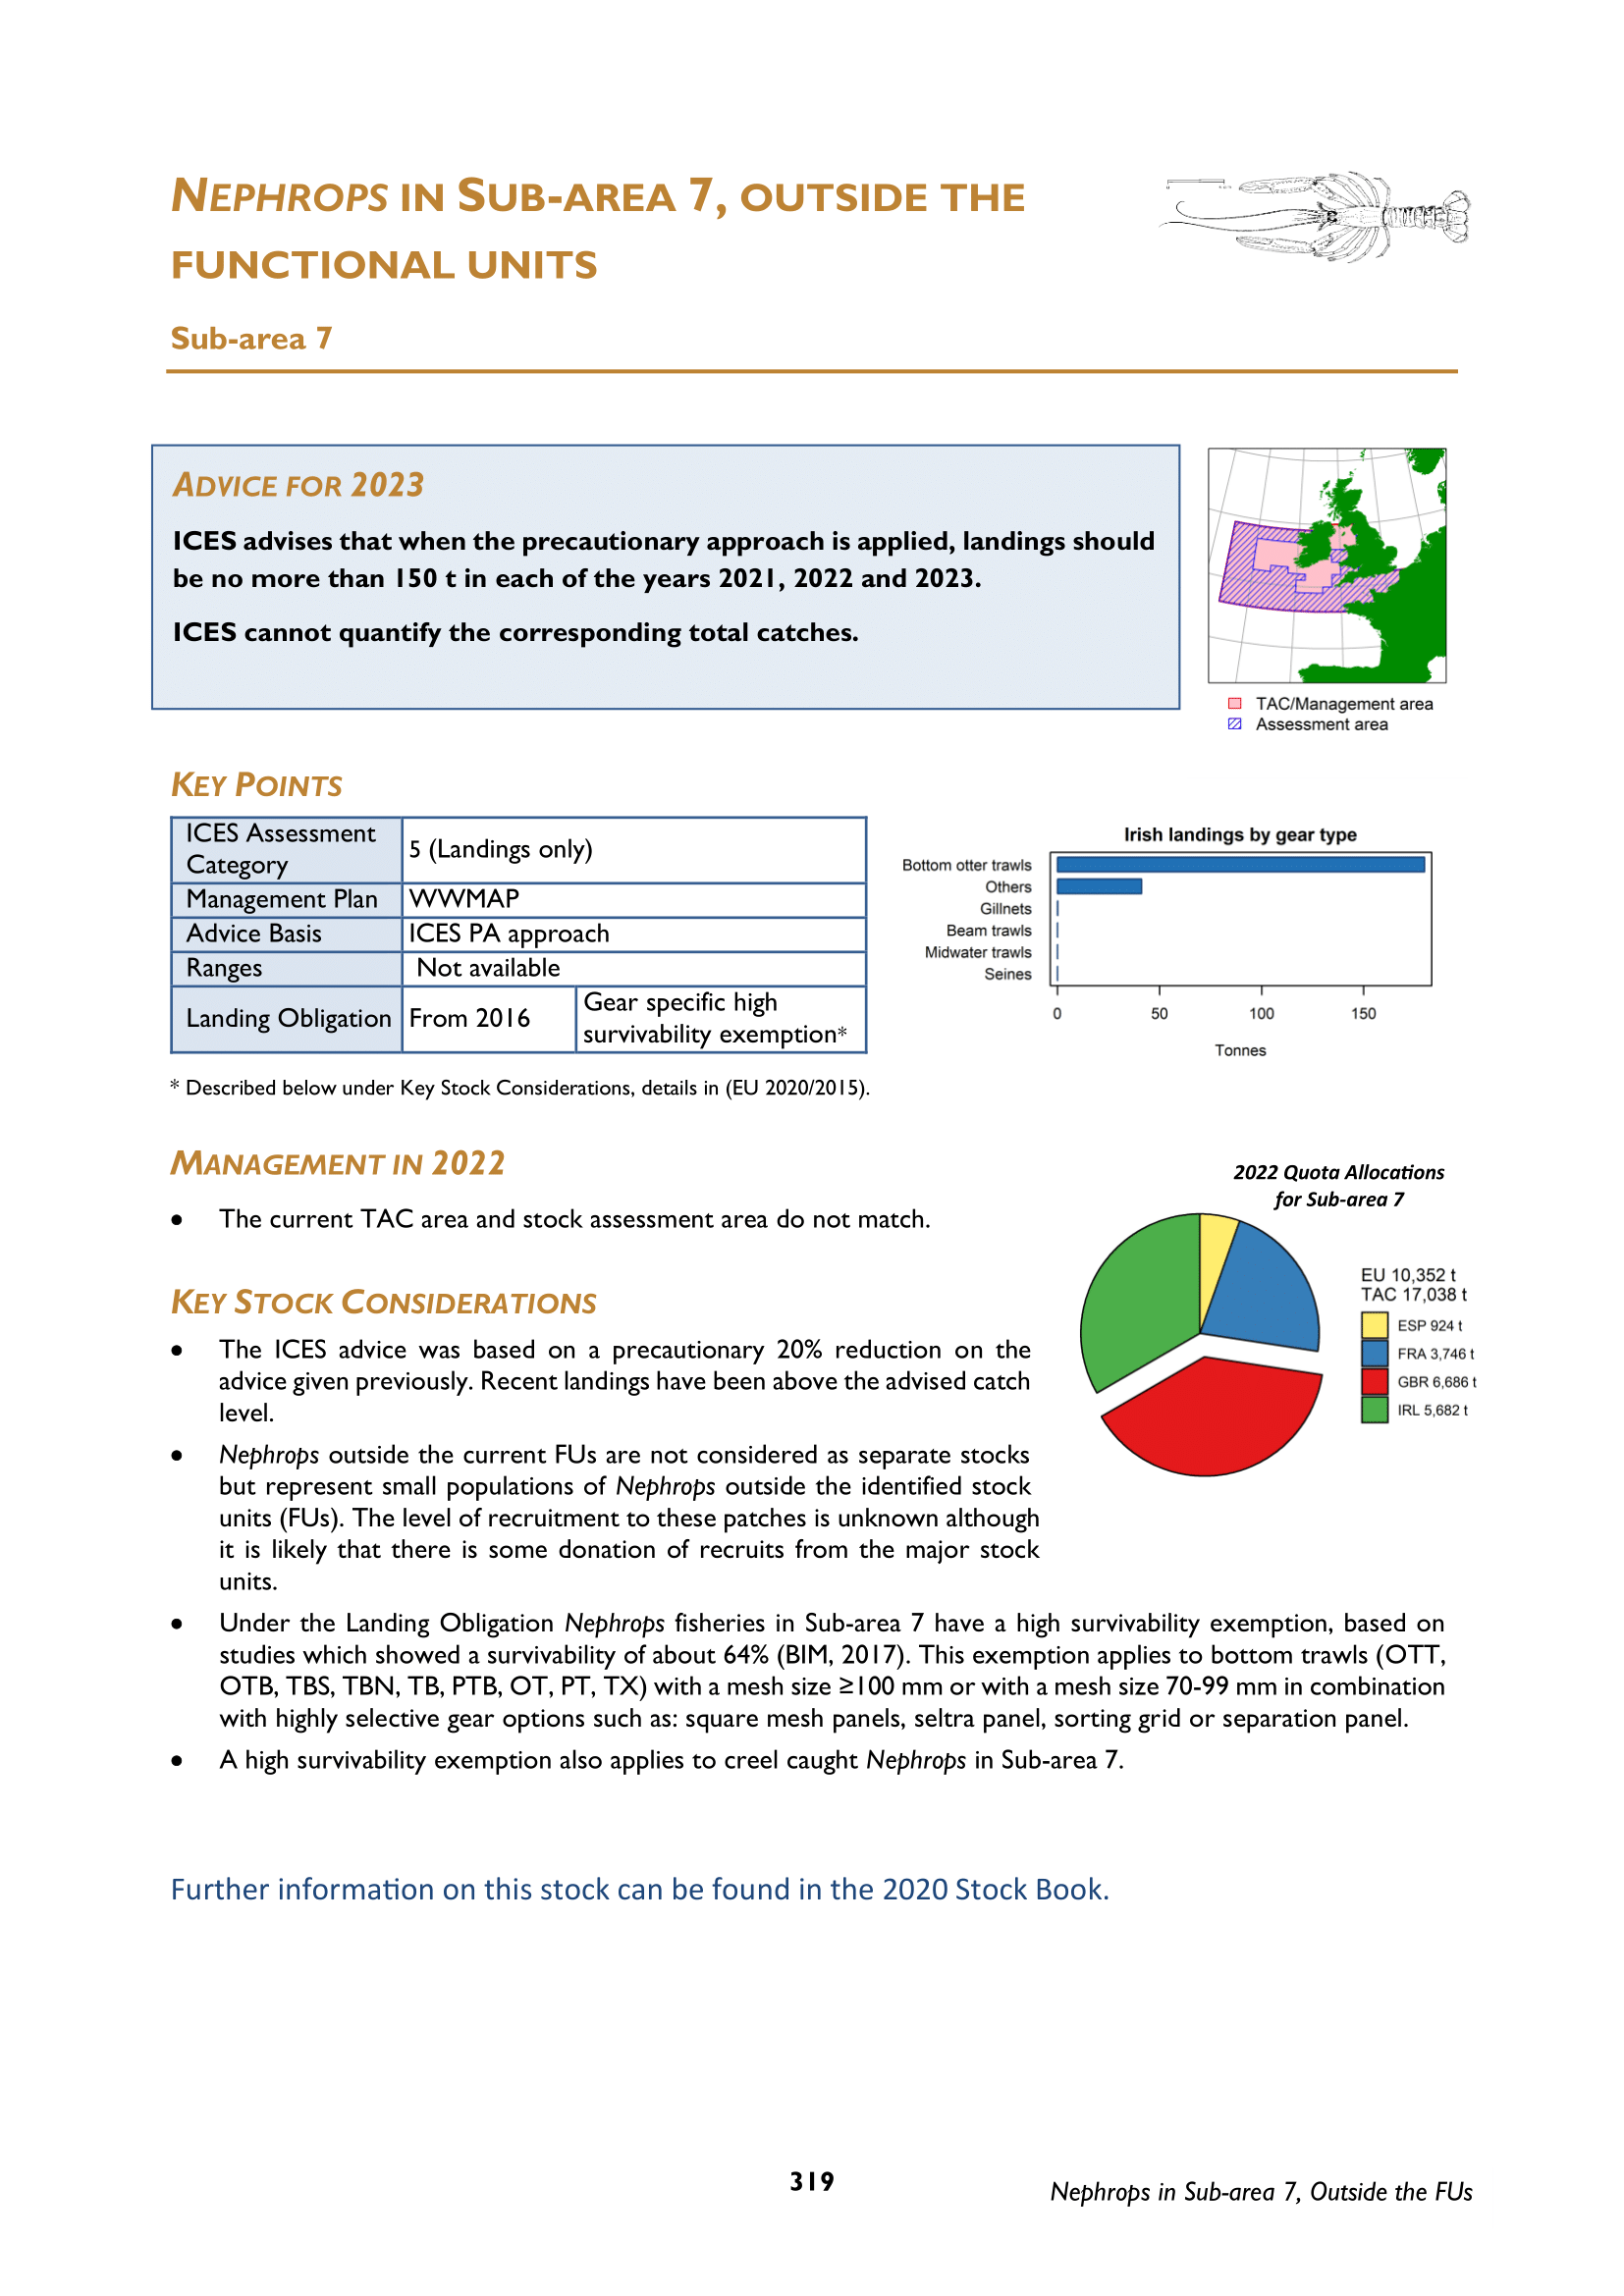 NEPHROPS IN SUB-AREA 7, OUTSIDE THE
FUNCTIONAL UNITS
Sub-area 7
ADVICE FOR 2023
ICES advises that when the precautionary approach is applied, landings should
be no more than 150 t in each of the years 2021, 2022 and 2023.
ICES cannot quantify the corresponding total catches.
TAC/Management area
Assessment area
KEY POINTS
ICES Assessment
Category
5 (Landings only)
Management Plan
WWMAP
Advice Basis
ICES PA approach
Ranges
Not available
Landing Obligation
From 2016
Gear specific high
survivability exemption*
* Described below under Key Stock Considerations, details in (EU 2020/2015).
Irish landings by gear type
Bottom otter trawls
Others
Gillnets
Beam trawls
Midwater trawls
Seines
0 50 100 150
Tonnes
MANAGEMENT IN 2022
• The current TAC area and stock assessment area do not match.
2022 Quota Allocations
for Sub-area 7
EU 10,352 t
TAC 17,038 t
ESP 924 t
FRA 3,746 t
GBR 6,686 t
IRL 5,682 t
KEY STOCK CONSIDERATIONS
• The ICES advice was based on a precautionary 20% reduction on the
advice given previously. Recent landings have been above the advised catch
level.
• Nephrops outside the current FUs are not considered as separate stocks
but represent small populations of Nephrops outside the identified stock
units (FUs). The level of recruitment to these patches is unknown although
it is likely that there is some donation of recruits from the major stock
units.
• Under the Landing Obligation Nephrops fisheries in Sub-area 7 have a high survivability exemption, based on
studies which showed a survivability of about 64% (BIM, 2017). This exemption applies to bottom trawls (OTT,
OTB, TBS, TBN, TB, PTB, OT, PT, TX) with a mesh size ≥100 mm or with a mesh size 70-99 mm in combination
with highly selective gear options such as: square mesh panels, seltra panel, sorting grid or separation panel.
• A high survivability exemption also applies to creel caught Nephrops in Sub-area 7.
Further information on this stock can be found in the 2020 Stock Book.
319
Nephrops in Sub-area 7, Outside the FUs